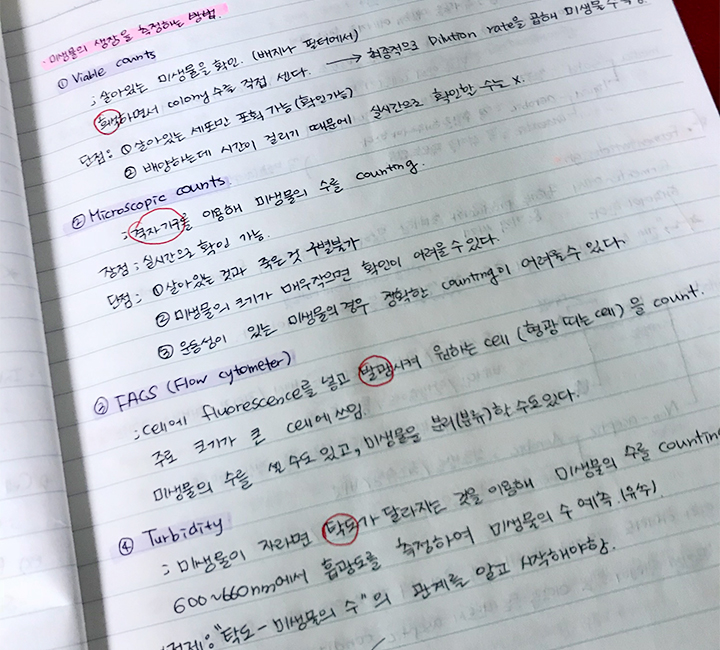 · 미생물의 생장을 측정하는 방법.
① Viable counts
; 살아있는 미생물을 확인. (배지나 필터에서)
희석하면서 colony수를 직접 센다. → 최종적으로 Dilution rate을 곱해 미생물 수
단점: ① 살아있는 세포만 포획 가능(확인가능)
② 배양하는데 시간이 걸리기 때문에 실시간으로 확인할 수는 x.
② Microscopic counts
; 격자기구를 이용해 미생물의 수를 counting.
장점: 실시간으로 확인 가능.
단점: ① 살아있는 것과 죽은 것 구별불가
② 미생물의 크기가 매우작으면 확인이 어려울 수 있다.
③ 운동성이 있는 미생물의 경우 정확한 counting이 어려울 수 있다.
③ FACS (Flow cytometer)
; cell에 fluorescence를 넣고 발광시켜 원하는 cell (형광 띠는 cell) 을 count.
주로 크기가 큰 cell에 쓰임.
미생물의 수를 셀 수도 있고, 미생물을 분리(분류)할 수도있다.
④ Turbidity
; 미생물이 자라면 탁도가 달라지는 것을 이용해 미생물의 수를 counting
600~660nm에서 흡광도를 측정하여 미생물의 수 예측.(유추).
전제: "탁도-미생물의 수"의 관계를 알고 시작해야함.